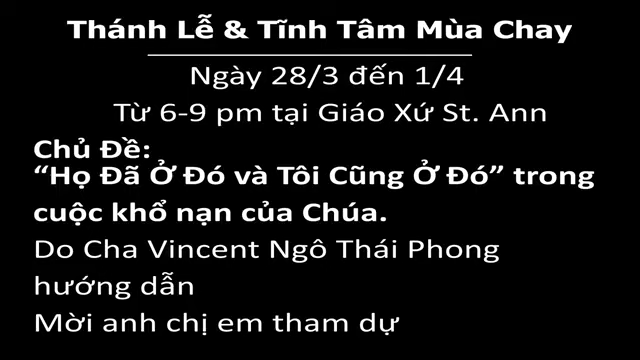 Thánh Lễ & Tĩnh Tâm Mùa Chay
Ngày 28/3 đến 1/4
Từ 6-9 pm tại Giáo Xứ St. Ann
Chủ Đề:
“Họ Đã Ở Đó và Tôi Cũng Ở Đó” trong
cuộc khổ nạn của Chúa.
Do Cha Vincent Ngô Thái Phong
hướng dẫn
Mời anh chị em tham dự